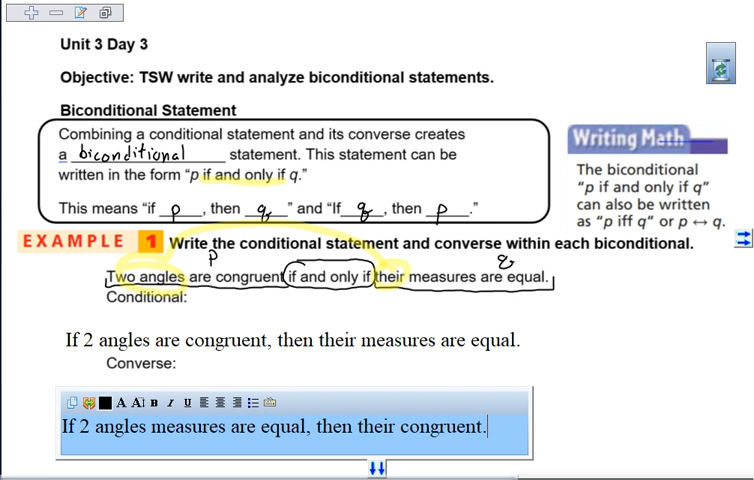 Unit 3 Day 3
Objective: TSW write and analyze biconditional statements.
Biconditional Statement
Combining a conditional statement and its converse creates
a biconditional statement. This statement can be
written in the form “p if and only if q.”
This means “if p, then q” and “If q, then p.”
Writing Math
The biconditional
“p if and only if q”
can also be written
as “p iff q” or p ↔ q.
EXAMPLE 1 Write the conditional statement and converse within each biconditional.
p q
Two angles are congruent if and only if their measures are equal.
Conditional:
If 2 angles are congruent, then their measures are equal.
Converse:
A AI B I U
If 2 angles measures are equal, then their congruent.